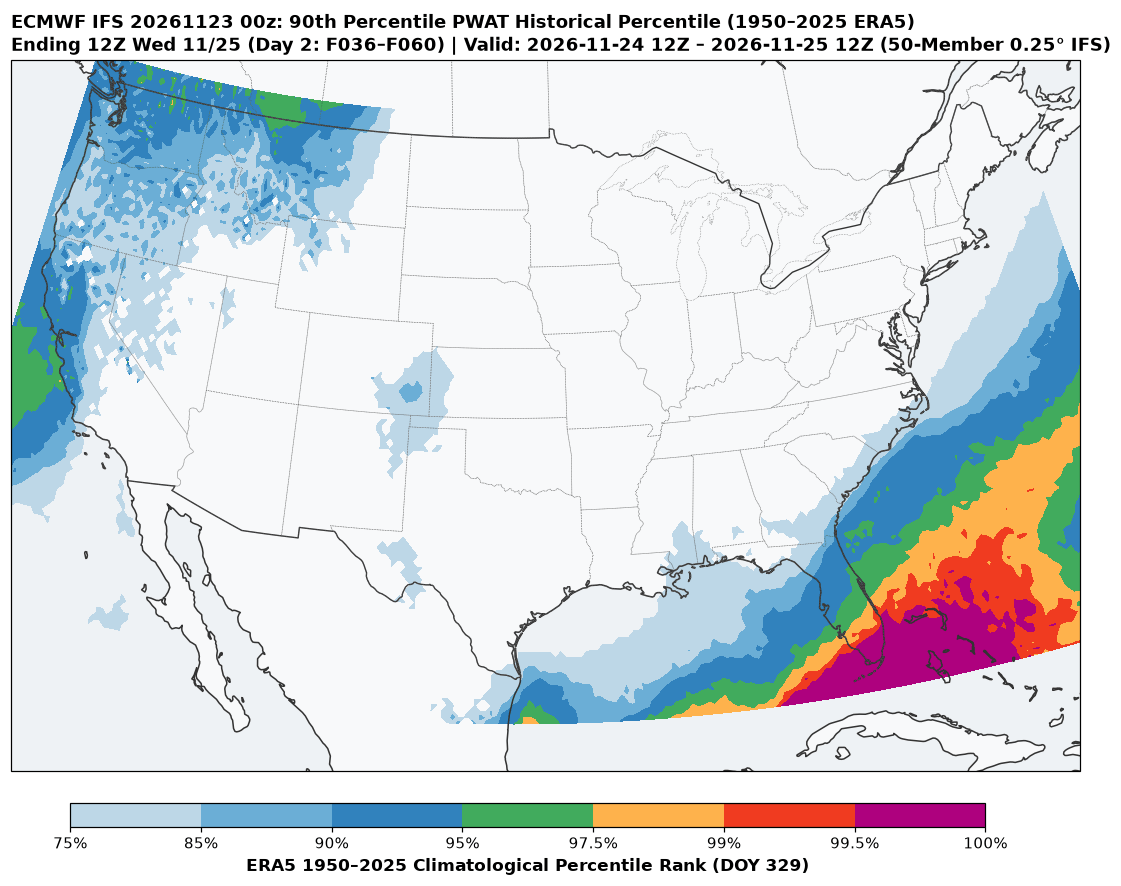 ECMWF IFS 20261123 00z: 90th Percentile PWAT Historical Percentile (1950–2025 ERA5)
Ending 12Z Wed 11/25 (Day 2: F036–F060) | Valid: 2026-11-24 12Z – 2026-11-25 12Z (50-Member 0.25° IFS)
75% 85% 90% 95% 97.5% 99% 99.5% 100%
ERA5 1950–2025 Climatological Percentile Rank (DOY 329)